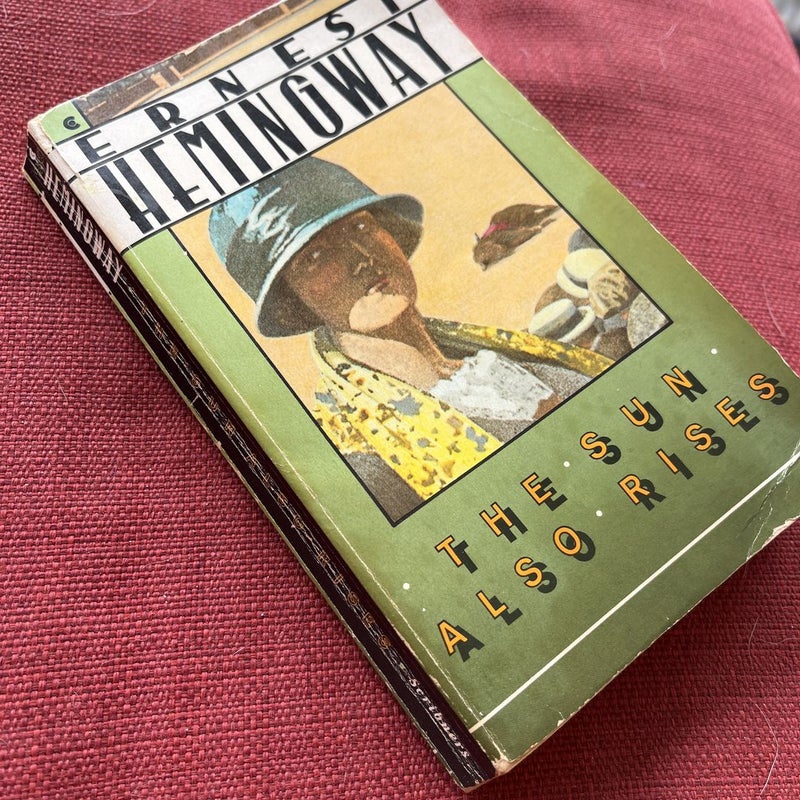 ERNEST
HEMINGWAY
THE · SUN ·
ALSO · RISES
HEMINGWAY
Scribners